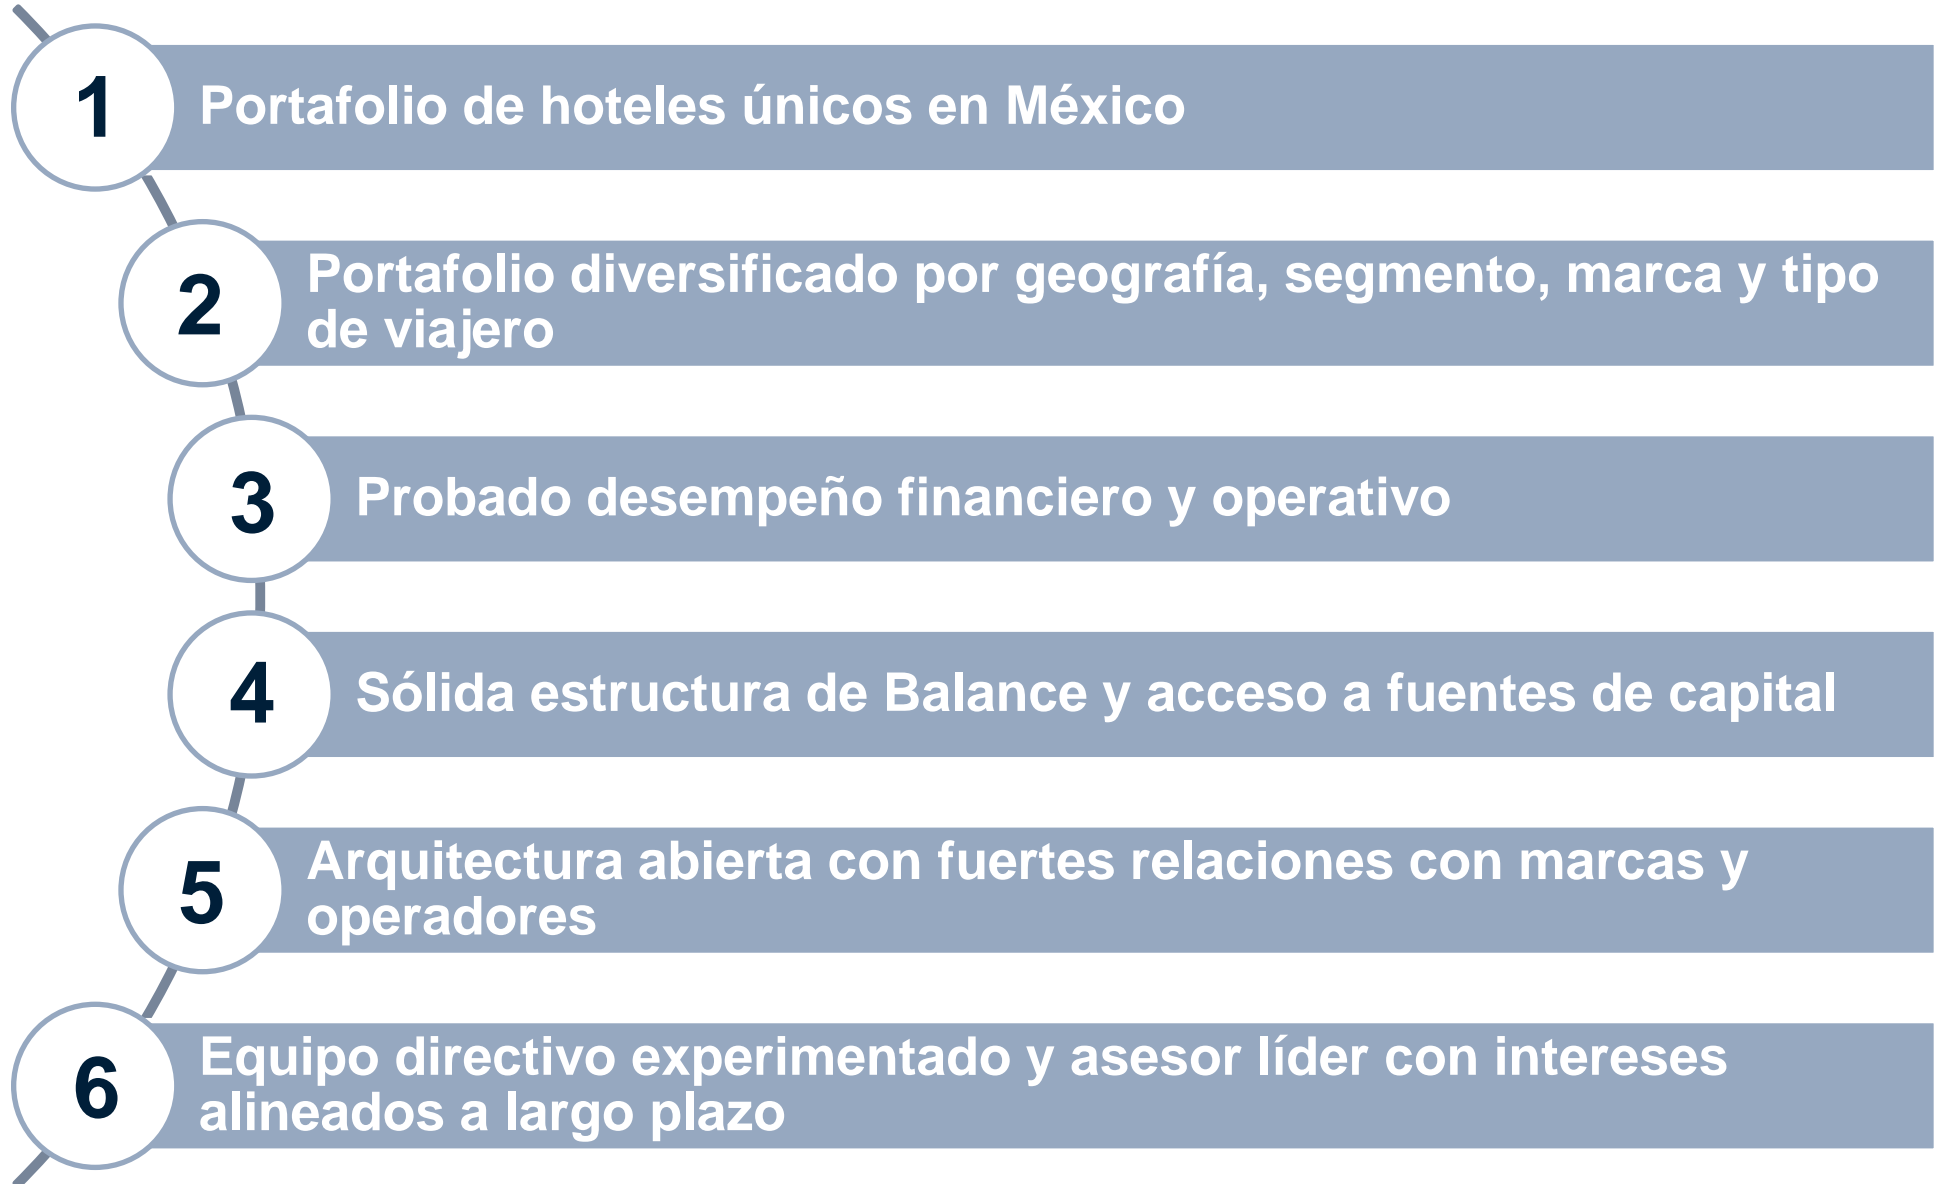 1
Portafolio de hoteles únicos en México
2
Portafolio diversificado por geografía, segmento, marca y tipo
de viajero
3
Probado desempeño financiero y operativo
4
Sólida estructura de Balance y acceso a fuentes de capital
5
Arquitectura abierta con fuertes relaciones con marcas y
operadores
6
Equipo directivo experimentado y asesor líder con intereses
alineados a largo plazo